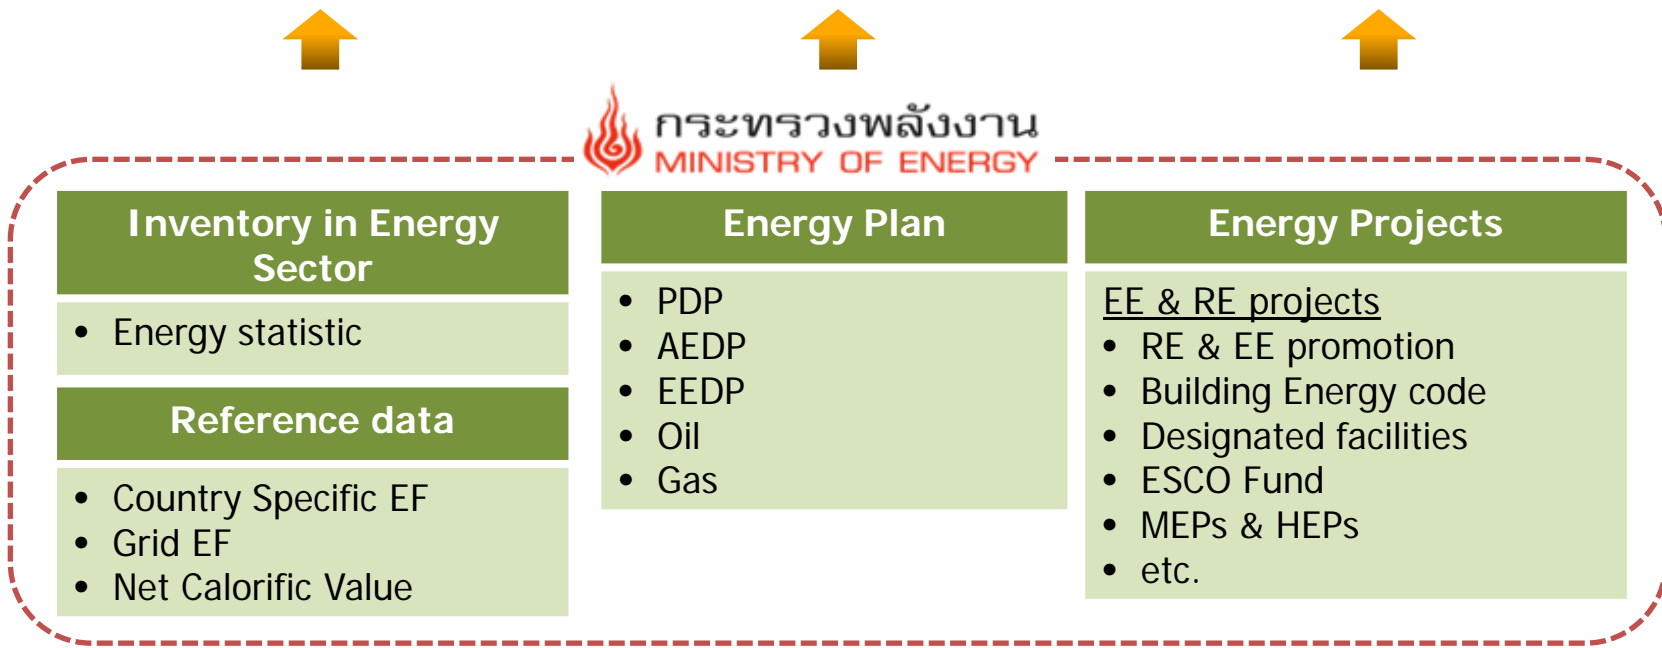 กระทรวงพลังงาน
MINISTRY OF ENERGY
Inventory in Energy
Sector
• Energy statistic
Reference data
• Country Specific EF
• Grid EF
• Net Calorific Value
Energy Plan
• PDP
• AEDP
• EEDP
• Oil
• Gas
Energy Projects
EE & RE projects
• RE & EE promotion
• Building Energy code
• Designated facilities
• ESCO Fund
• MEPs & HEPs
• etc.